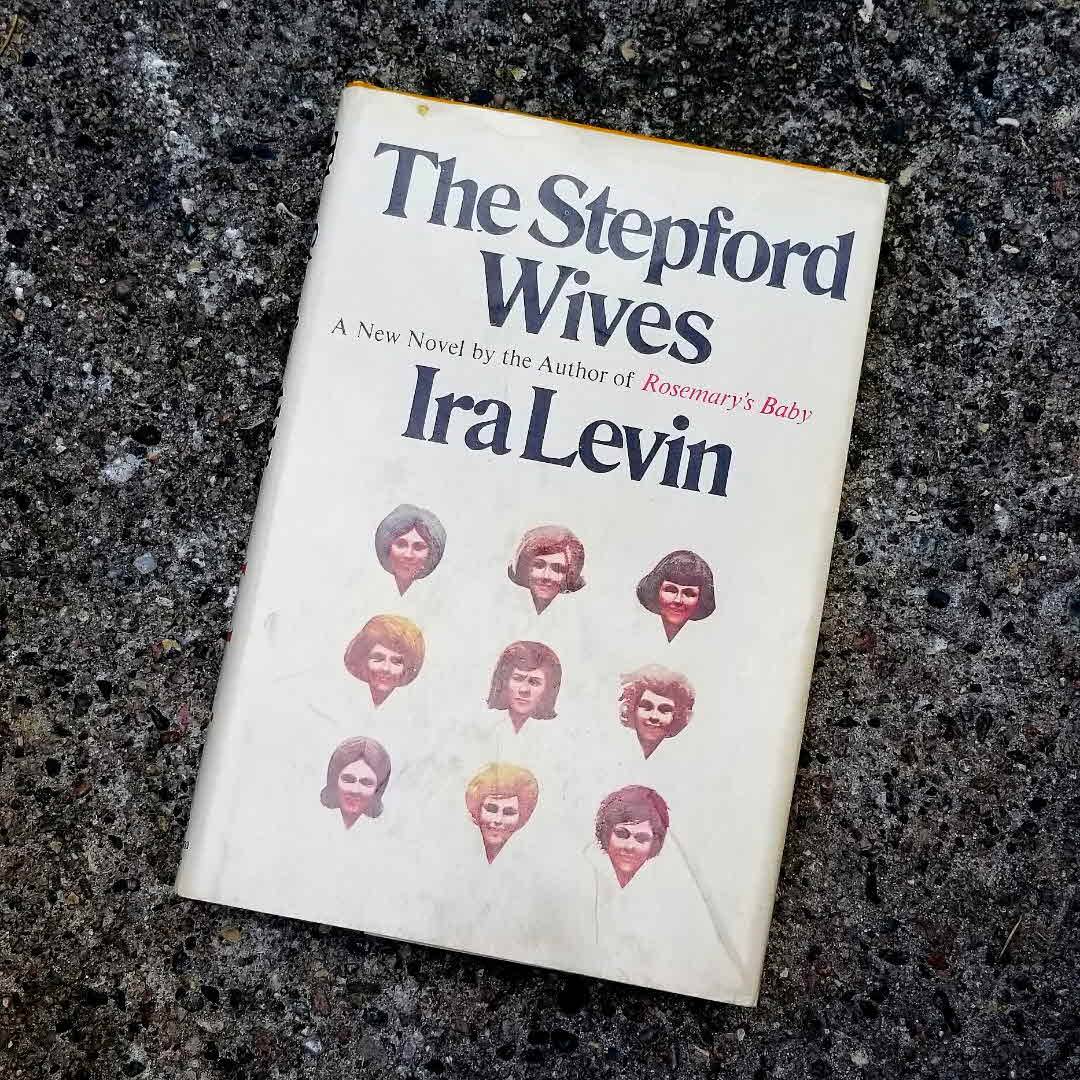 The Stepford
Wives
A New Novel by the Author of Rosemary's Baby
Ira Levin